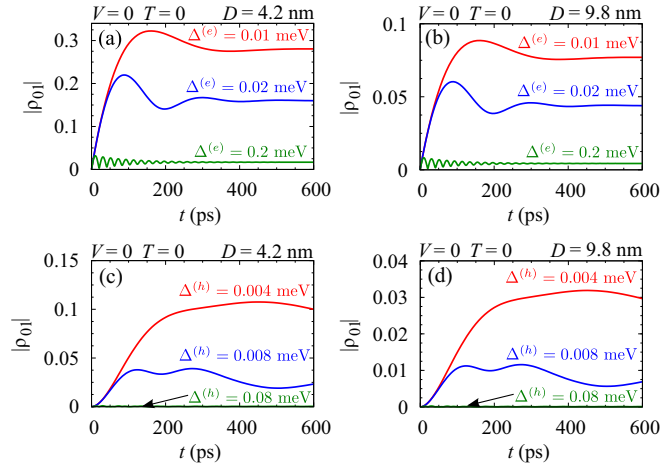 V=0 T=0 D=4.2 nm
(a)
Δ(e) = 0.01 meV
Δ(e) = 0.02 meV
Δ(e) = 0.2 meV
|ρ01|
0.3
0.2
0.1
0
0 200 400 600
t (ps)
V=0 T=0 D=9.8 nm
(b)
Δ(e) = 0.01 meV
Δ(e) = 0.02 meV
Δ(e) = 0.2 meV
|ρ01|
0.1
0.05
0
0 200 400 600
t (ps)
V=0 T=0 D=4.2 nm
(c)
Δ(h) = 0.004 meV
Δ(h) = 0.008 meV
Δ(h) = 0.08 meV
|ρ01|
0.15
0.1
0.05
0
0 200 400 600
t (ps)
V=0 T=0 D=9.8 nm
(d)
Δ(h) = 0.004 meV
Δ(h) = 0.008 meV
Δ(h) = 0.08 meV
|ρ01|
0.04
0.03
0.02
0.01
0
0 200 400 600
t (ps)